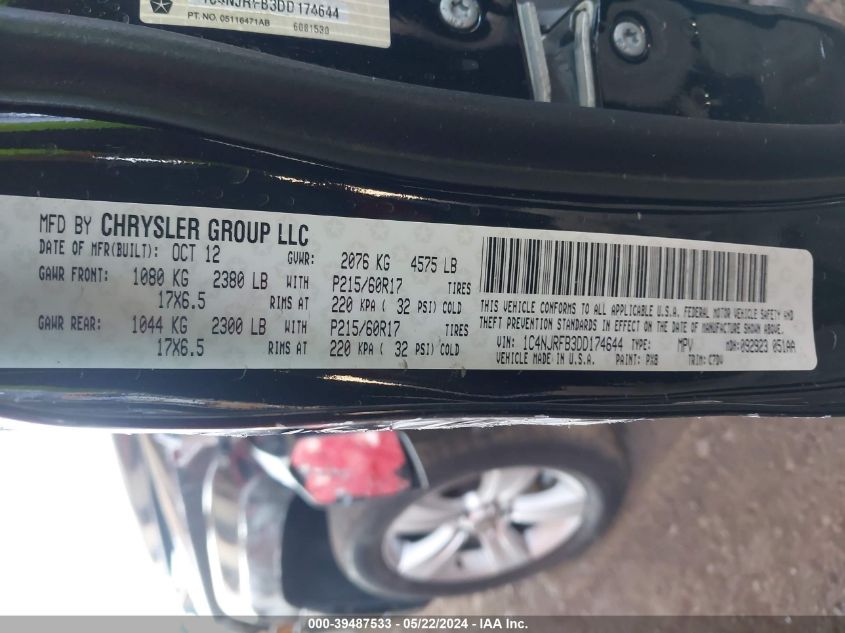 1C4NJRFB3DD174644
PT. NO. 05116471AB 6081530
MFD BY CHRYSLER GROUP LLC
DATE OF MFR(BUILT): OCT 12 GVWR: 2076 KG 4575 LB
GAWR FRONT: 1080 KG 2380 LB WITH P215/60R17 TIRES
17X6.5 RIMS AT 220 KPA ( 32 PSI) COLD
GAWR REAR: 1044 KG 2300 LB WITH P215/60R17 TIRES
17X6.5 RIMS AT 220 KPA ( 32 PSI) COLD
THIS VEHICLE CONFORMS TO ALL APPLICABLE U.S.A. FEDERAL MOTOR VEHICLE SAFETY AND
THEFT PREVENTION STANDARDS IN EFFECT ON THE DATE OF MANUFACTURE SHOWN ABOVE.
VIN: 1C4NJRFB3DD174644 TYPE: MPV MDH: 092923 051AA
VEHICLE MADE IN U.S.A. PAINT: PX8 TRIM: C7DV
000-39487533 - 05/22/2024 - IAA Inc.